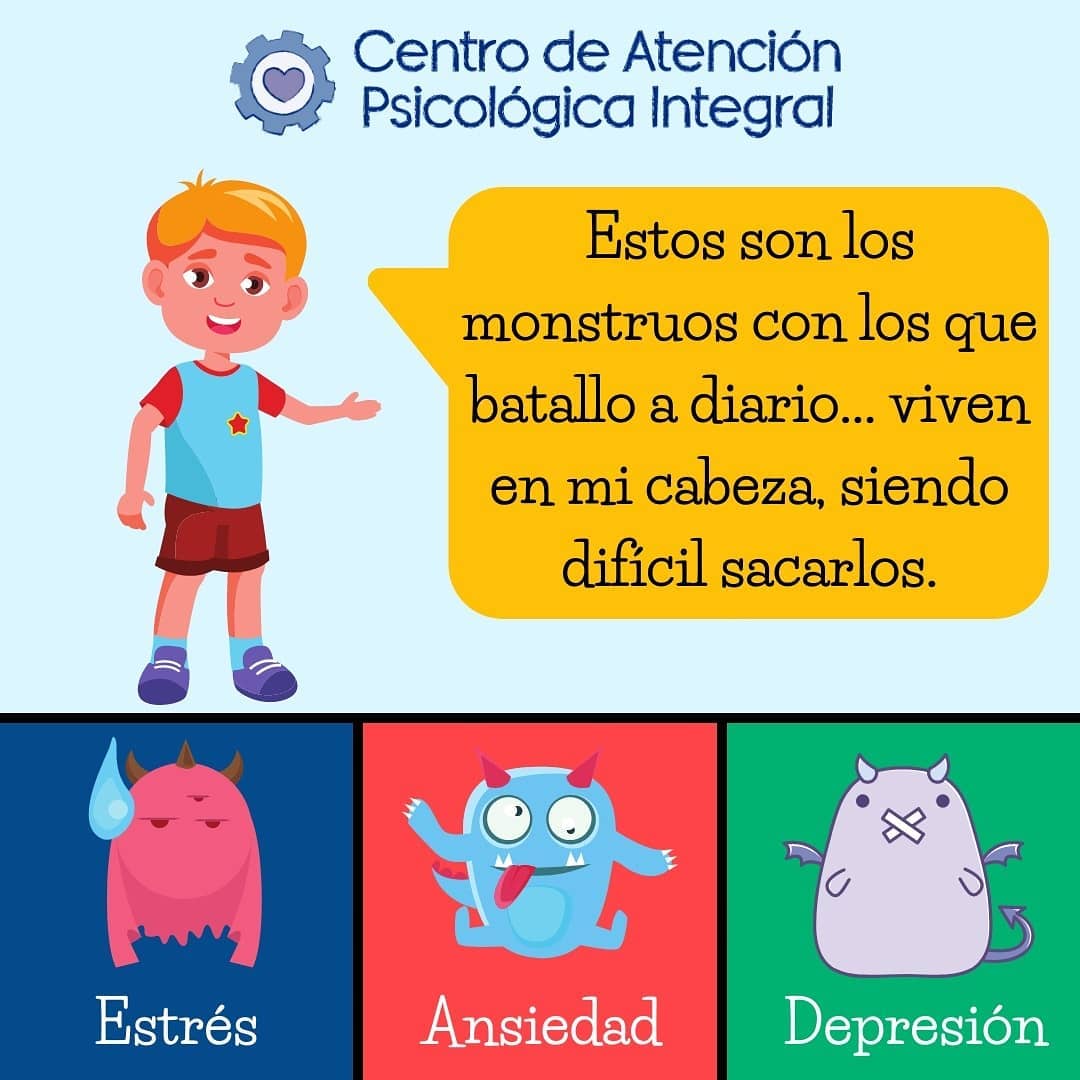 Centro de Atención
Psicológica Integral
Estos son los
monstruos con los que
batallo a diario... viven
en mi cabeza, siendo
difícil sacarlos.
Estrés
Ansiedad
Depresión